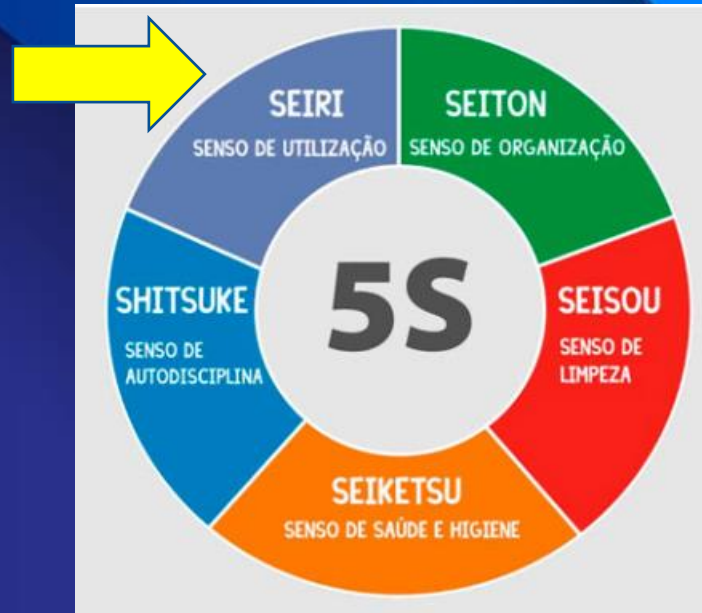 SEIRI
SENSO DE UTILIZAÇÃO
SEITON
SENSO DE ORGANIZAÇÃO
SHITSUKE
SENSO DE
AUTODISCIPLINA
5S
SEISOU
SENSO DE
LIMPEZA
SEIKETSU
SENSO DE SAÚDE E HIGIENE